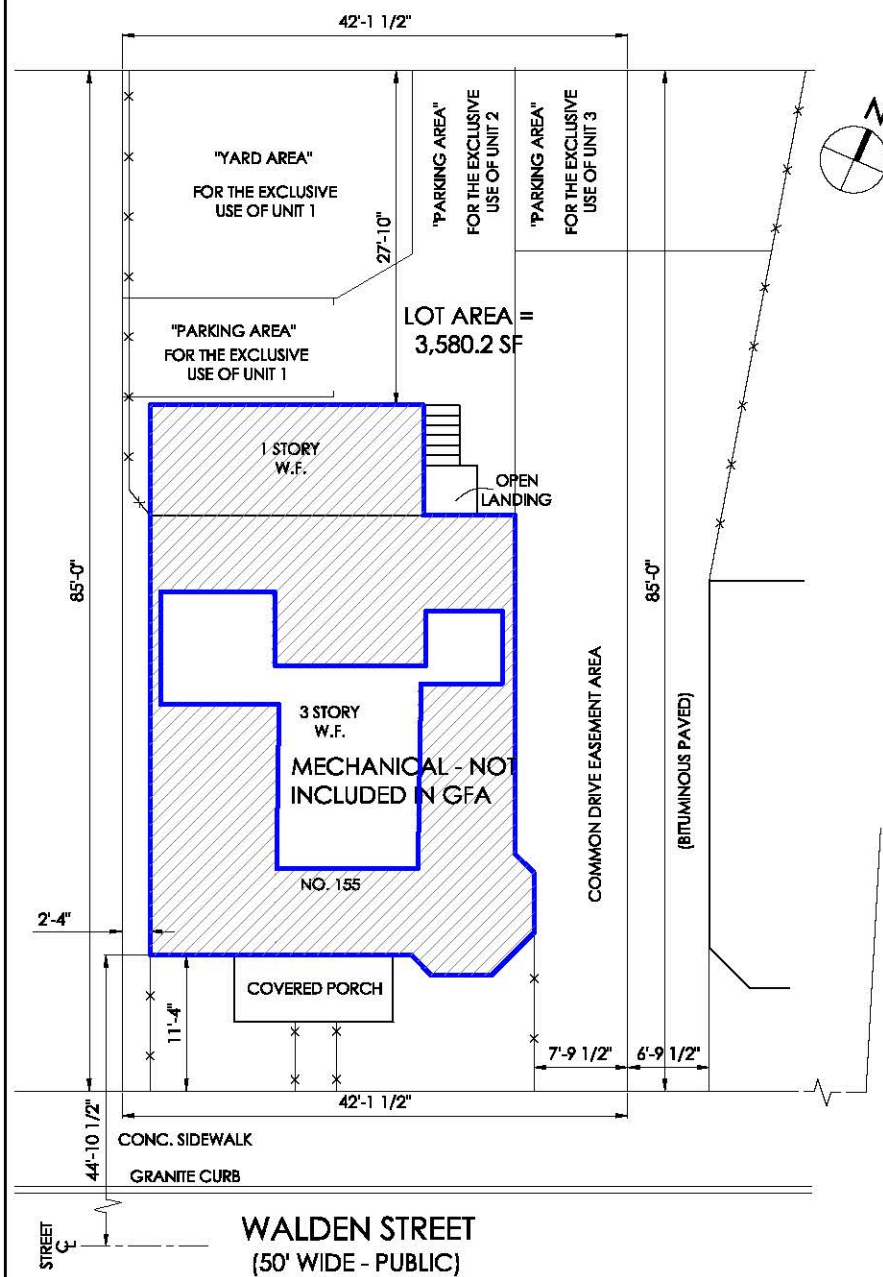 42'-1 1/2"
N
"YARD AREA"
FOR THE EXCLUSIVE
USE OF UNIT 1
27'-10"
"PARKING AREA"
FOR THE EXCLUSIVE
USE OF UNIT 2
"PARKING AREA"
FOR THE EXCLUSIVE
USE OF UNIT 3
"PARKING AREA"
FOR THE EXCLUSIVE
USE OF UNIT 1
LOT AREA =
3,580.2 SF
1 STORY
W.F.
OPEN
LANDING
85'-0"
85'-0"
3 STORY
W.F.
MECHANICAL - NOT
INCLUDED IN GFA
COMMON DRIVE EASEMENT AREA
(BITUMINOUS PAVED)
NO. 155
2'-4"
COVERED PORCH
11'-4"
7'-9 1/2"
6'-9 1/2"
42'-1 1/2"
44'-10 1/2"
CONC. SIDEWALK
GRANITE CURB
STREET
CL
WALDEN STREET
(50' WIDE - PUBLIC)